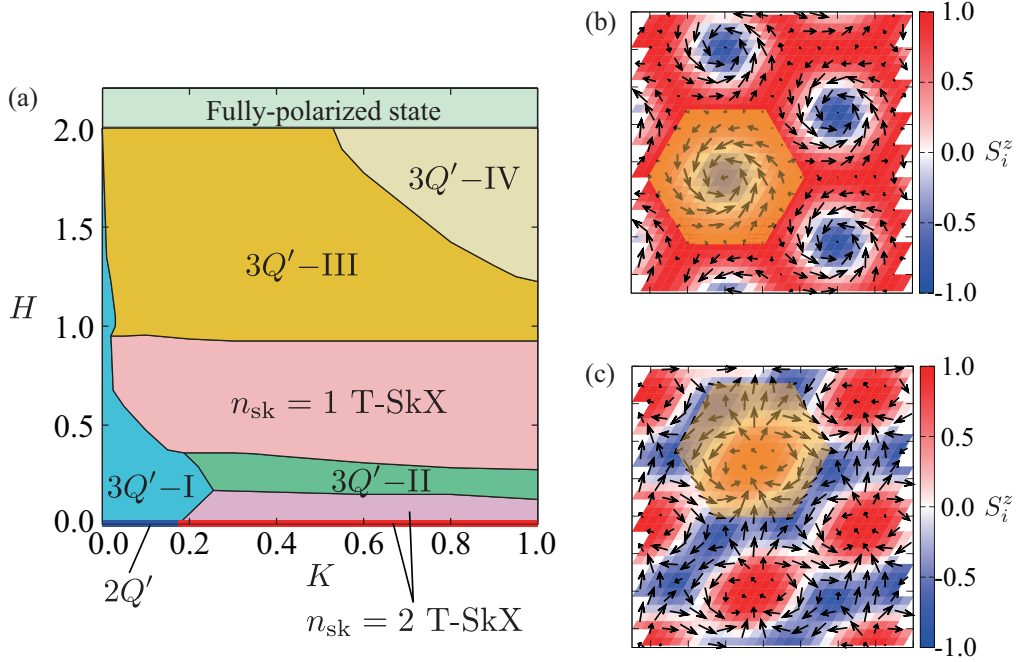 (a)
Fully-polarized state
2.0
1.5
1.0
0.5
0.0
H
3Q′−IV
3Q′−III
n_sk = 1 T-SkX
3Q′−I
3Q′−II
0.0 0.2 0.4 0.6 0.8 1.0
2Q′
K
n_sk = 2 T-SkX
(b)
1.0
0.5
0.0
-0.5
-1.0
S_i^z
(c)
1.0
0.5
0.0
-0.5
-1.0
S_i^z